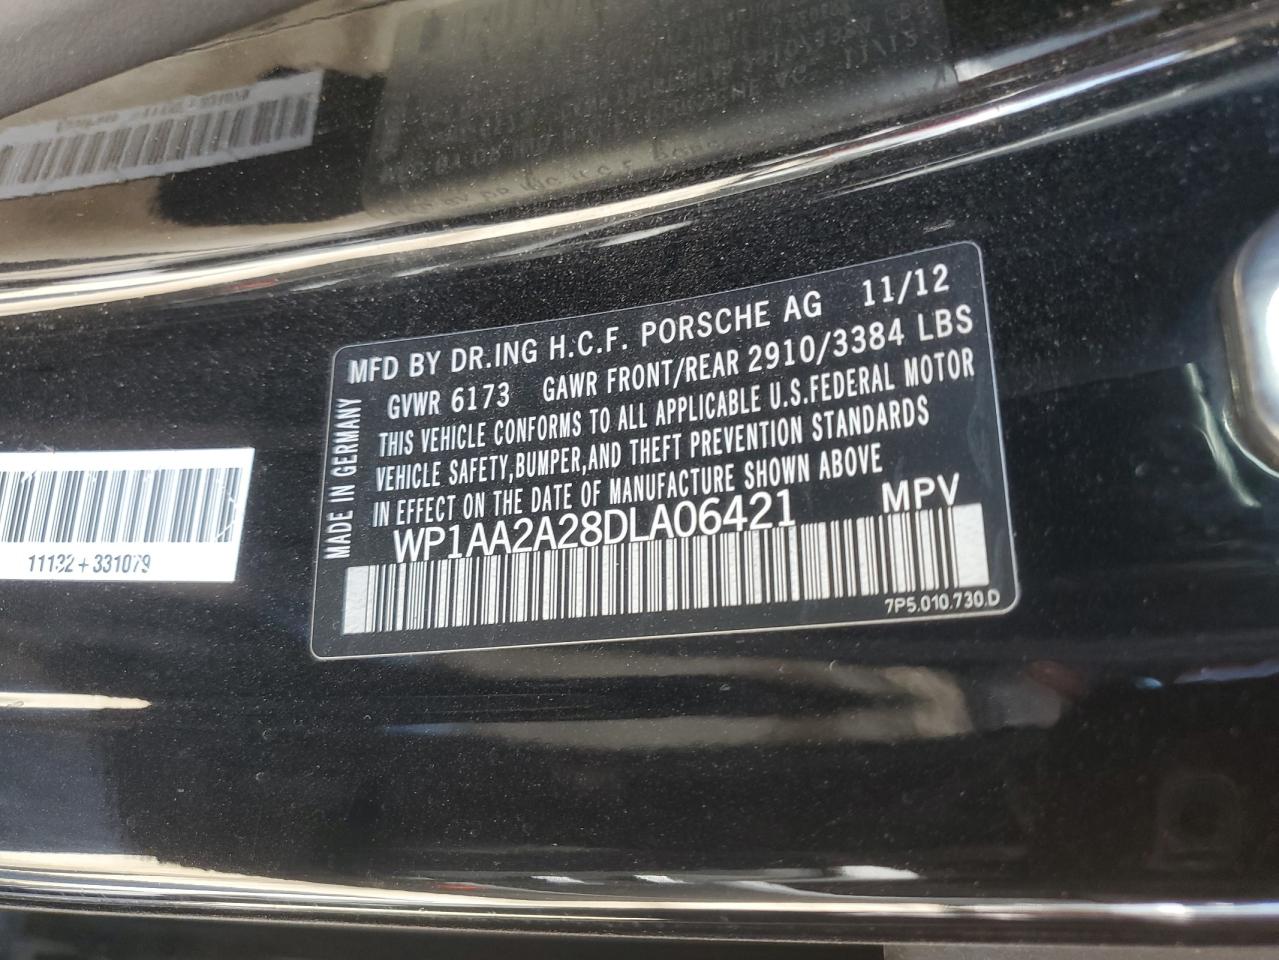 MFD BY DR.ING H.C.F. PORSCHE AG 11/12
GVWR 6173 GAWR FRONT/REAR 2910/3384 LBS
THIS VEHICLE CONFORMS TO ALL APPLICABLE U.S.FEDERAL MOTOR
VEHICLE SAFETY,BUMPER,AND THEFT PREVENTION STANDARDS
IN EFFECT ON THE DATE OF MANUFACTURE SHOWN ABOVE
WP1AA2A28DLA06421 MPV
7P5.010.730.D
MADE IN GERMANY
11132+331079